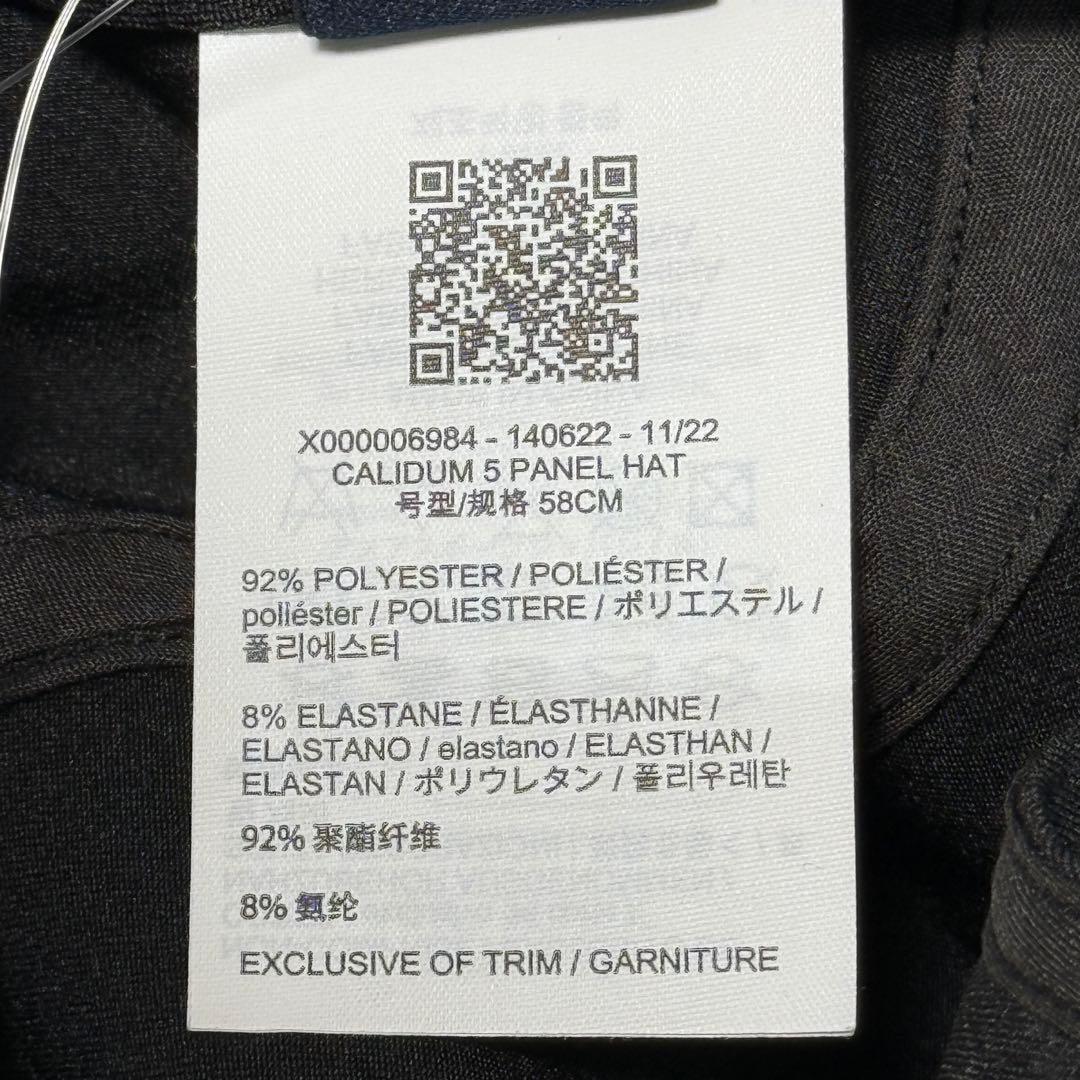 X000006984 - 140622 - 11/22
CALIDUM 5 PANEL HAT
号型/规格 58CM
92% POLYESTER / POLIÉSTER /
poliéster / POLIESTERE / ポリエステル /
폴리에스터
8% ELASTANE / ÉLASTHANNE /
ELASTANO / elastano / ELASTHAN /
ELASTAN / ポリウレタン / 폴리우레탄
92% 聚酯纤维
8% 氨纶
EXCLUSIVE OF TRIM / GARNITURE